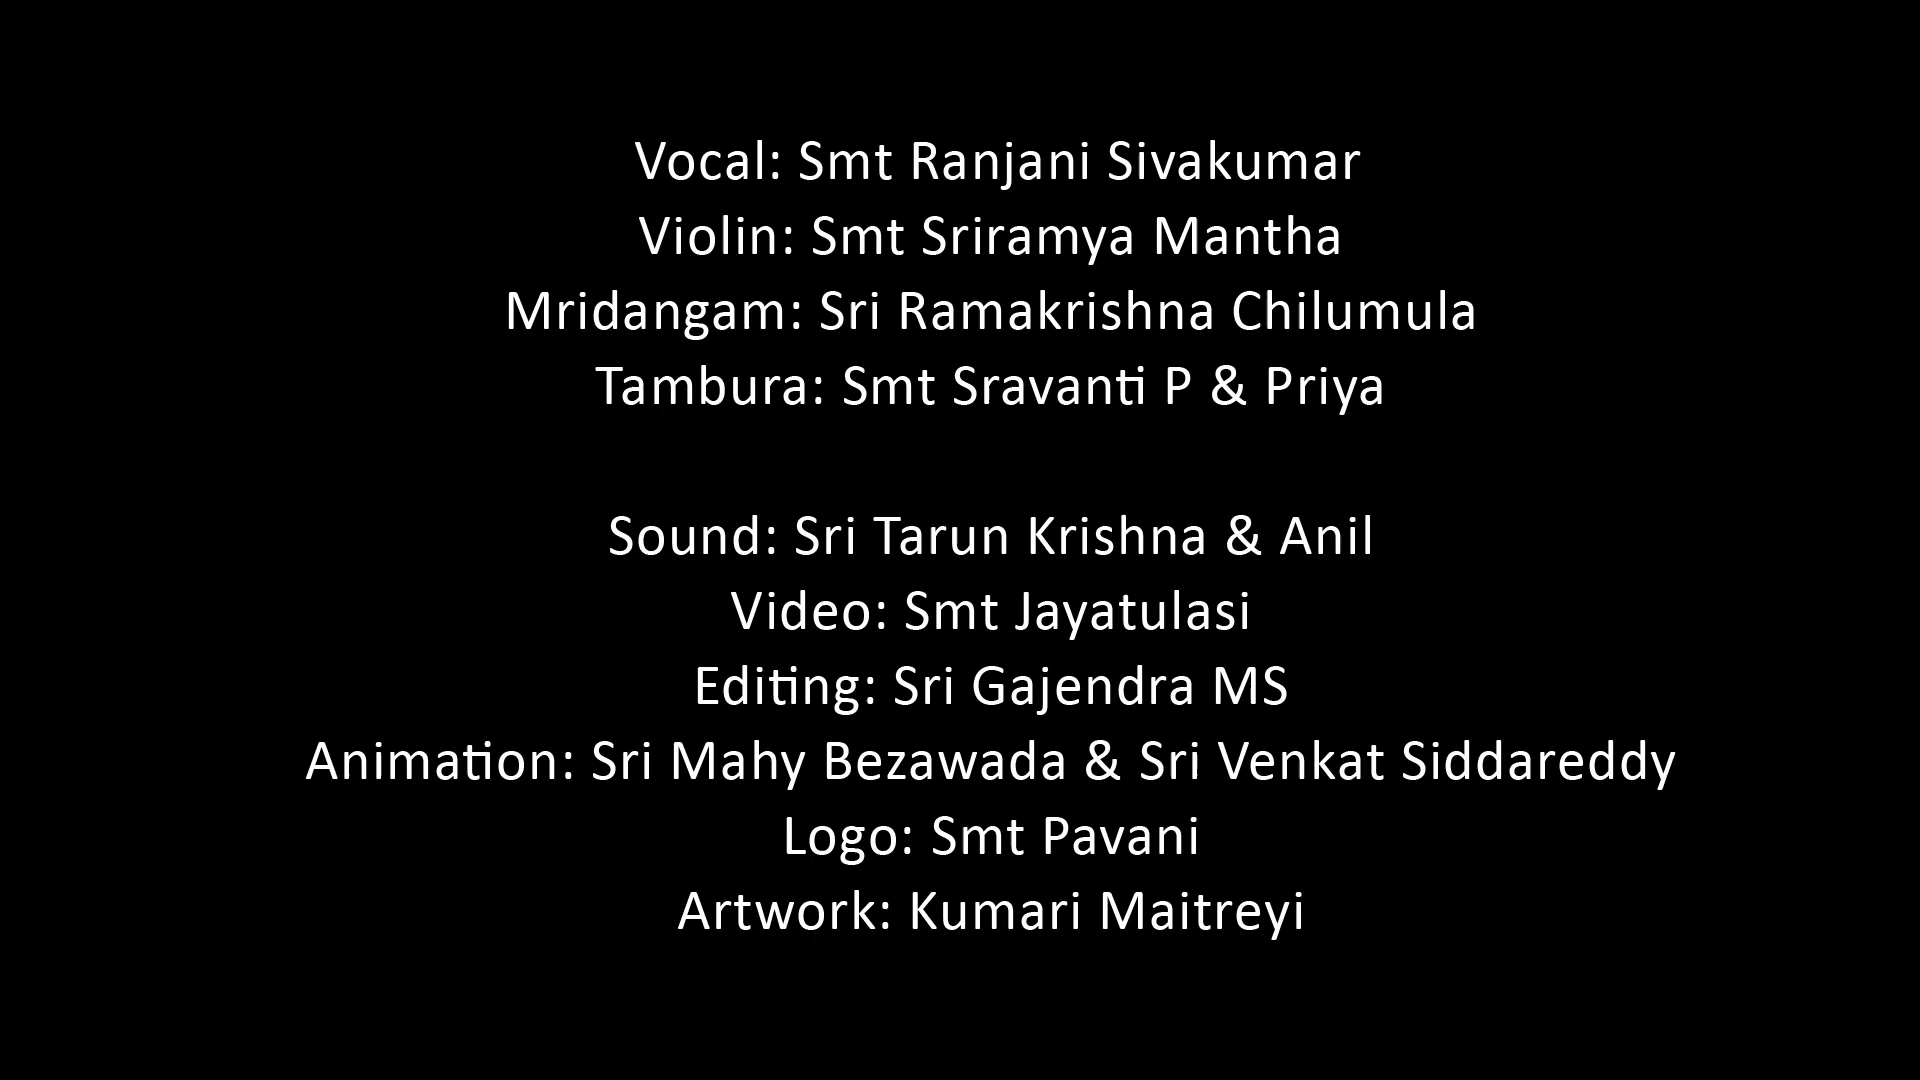 Vocal: Smt Ranjani Sivakumar
Violin: Smt Sriramya Mantha
Mridangam: Sri Ramakrishna Chilumula
Tambura: Smt Sravanti P & Priya
Sound: Sri Tarun Krishna & Anil
Video: Smt Jayatulasi
Editing: Sri Gajendra MS
Animation: Sri Mahy Bezawada & Sri Venkat Siddareddy
Logo: Smt Pavani
Artwork: Kumari Maitreyi